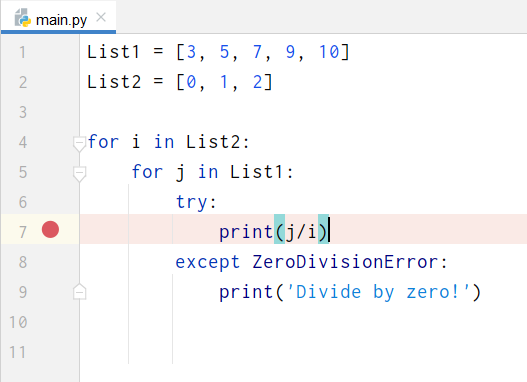 main.py
1 List1 = [3, 5, 7, 9, 10]
2 List2 = [0, 1, 2]
3
4 for i in List2:
5     for j in List1:
6         try:
7             print(j/i)
8         except ZeroDivisionError:
9             print('Divide by zero!')
10
11